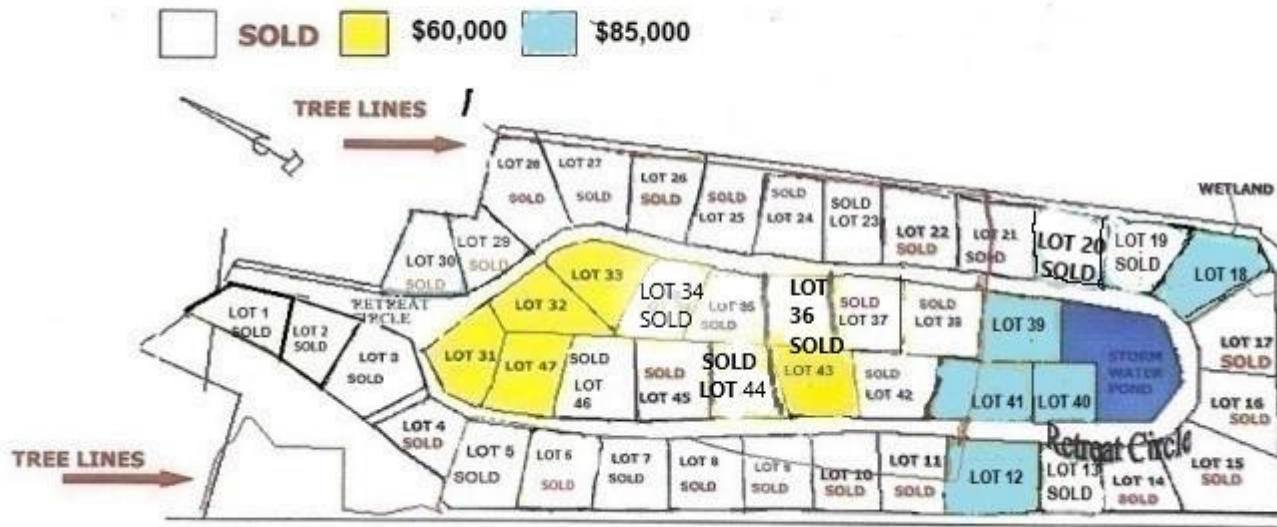 SOLD $60,000 $85,000
TREE LINES
WETLAND
LOT 28
SOLD
LOT 27
SOLD
LOT 26
SOLD
SOLD
LOT 25
SOLD
LOT 24
SOLD
LOT 23
LOT 22
SOLD
LOT 21
SOLD
LOT 20
SOLD
LOT 19
SOLD
LOT 18
LOT 29
SOLD
LOT 30
SOLD
RETREAT
CIRCLE
LOT 1
SOLD
LOT 2
SOLD
LOT 3
SOLD
LOT 33
LOT 32
LOT 31
LOT 47
LOT 34
SOLD
LOT 35
SOLD
LOT
36
SOLD
SOLD
LOT 37
SOLD
LOT 38
LOT 39
STORM
WATER
POND
LOT 17
SOLD
SOLD
LOT
46
SOLD
LOT 45
SOLD
LOT 44
LOT 43
SOLD
LOT 42
LOT 41
LOT 40
LOT 16
SOLD
Retreat Circle
TREE LINES
LOT 4
SOLD
LOT 5
SOLD
LOT 6
SOLD
LOT 7
SOLD
LOT 8
SOLD
LOT 9
SOLD
LOT 10
SOLD
LOT 11
SOLD
LOT 12
LOT 13
SOLD
LOT 14
SOLD
LOT 15
SOLD